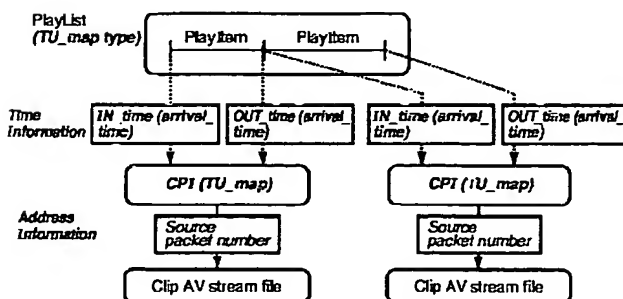 PlayList
(TU_map type)
PlayItem
PlayItem
Time
Information
IN_time (arrival_
time)
OUT_time (arrival_
time)
IN_time (arrival_
time)
OUT_time (arrival_
time)
CPI (TU_map)
CPI (TU_map)
Address
Information
Source
packet number
Source
packet number
Clip AV stream file
Clip AV stream file